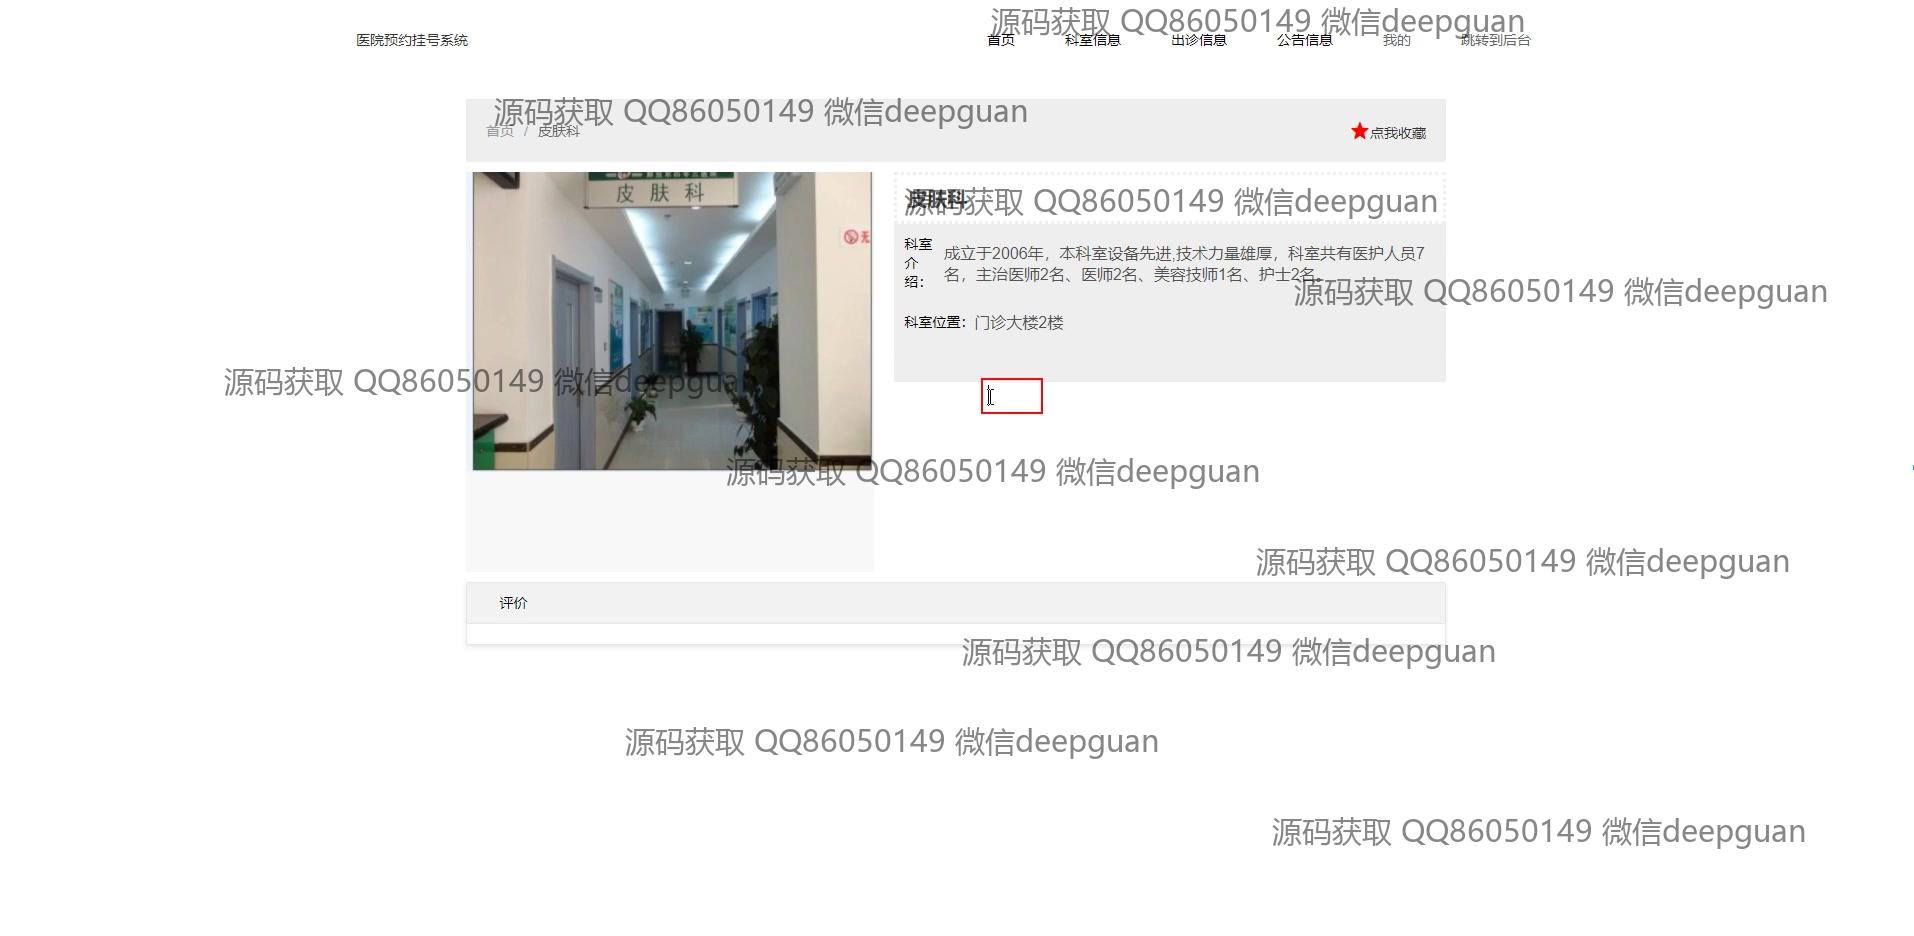 源码获取 QQ86050149 微信deepguan
医院预约挂号系统
首页 科室信息 出诊信息 公告信息 我的 跳转到后台
源码获取 QQ86050149 微信deepguan
首页 / 皮肤科
点我收藏
皮肤科
无
皮肤科
源码获取 QQ86050149 微信deepguan
科室介绍：
成立于2006年，本科室设备先进,技术力量雄厚，科室共有医护人员7
名，主治医师2名、医师2名、美容技师1名、护士2名。
源码获取 QQ86050149 微信deepguan
科室位置：门诊大楼2楼
源码获取 QQ86050149 微信deepguan
源码获取 QQ86050149 微信deepguan
源码获取 QQ86050149 微信deepguan
评价
源码获取 QQ86050149 微信deepguan
源码获取 QQ86050149 微信deepguan
源码获取 QQ86050149 微信deepguan